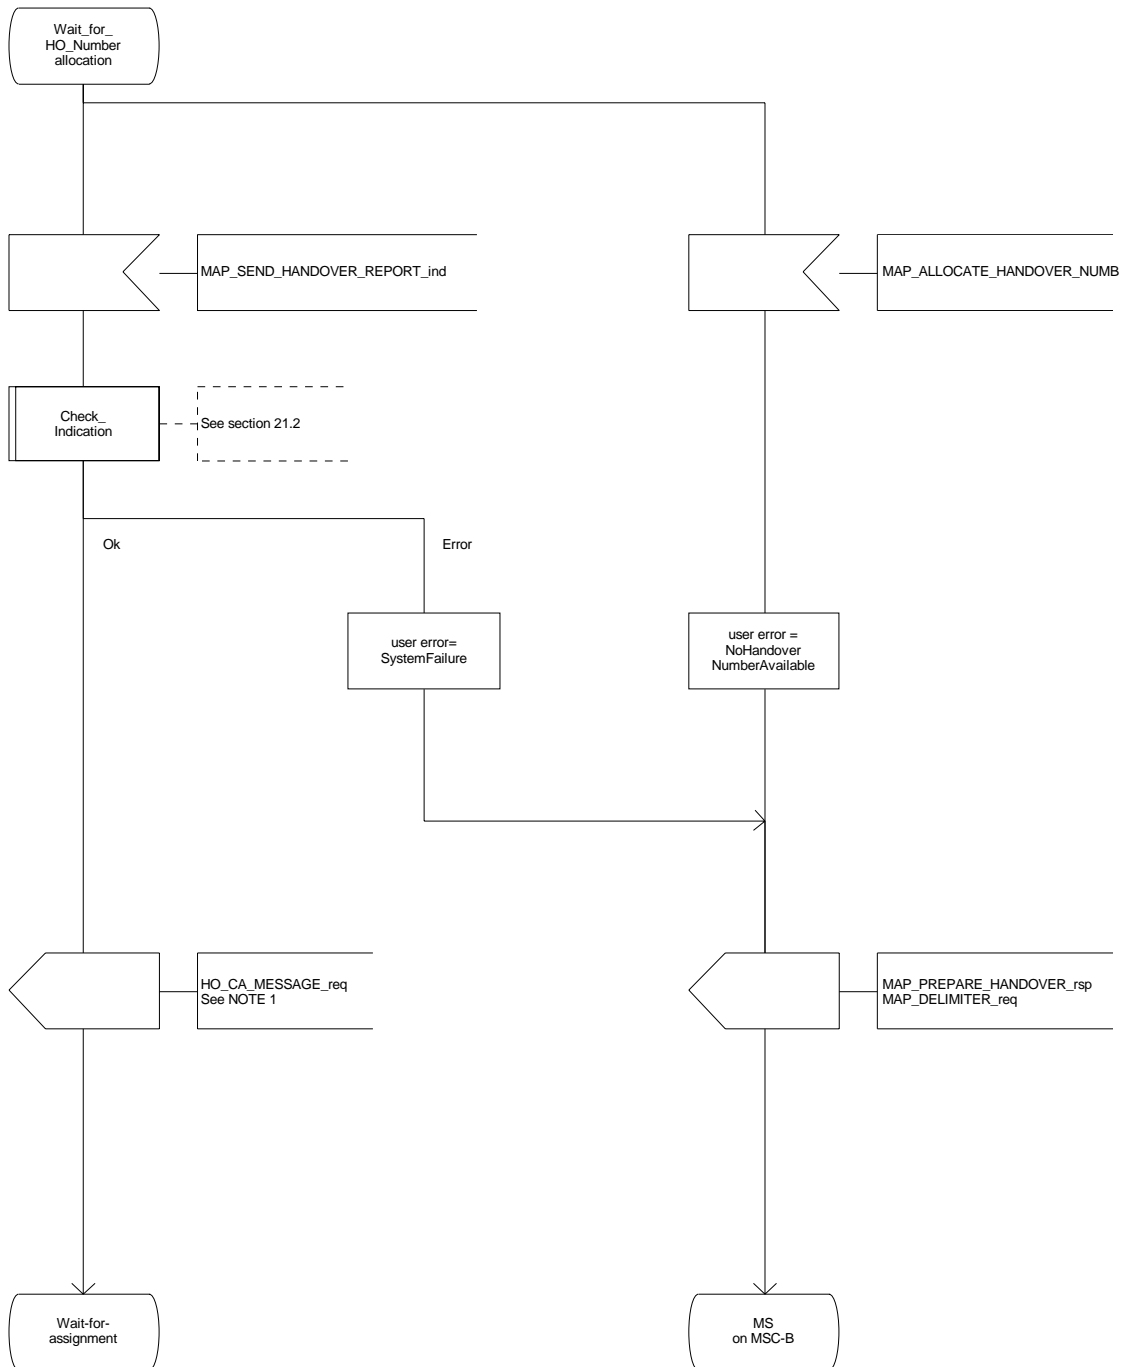 Wait_for_
HO_Number
allocation
MAP_SEND_HANDOVER_REPORT_ind
MAP_ALLOCATE_HANDOVER_NUMB
Check_
Indication
See section 21.2
Ok
Error
user error=
SystemFailure
user error =
NoHandover
NumberAvailable
HO_CA_MESSAGE_req
See NOTE 1
MAP_PREPARE_HANDOVER_rsp
MAP_DELIMITER_req
Wait-for-
assignment
MS
on MSC-B